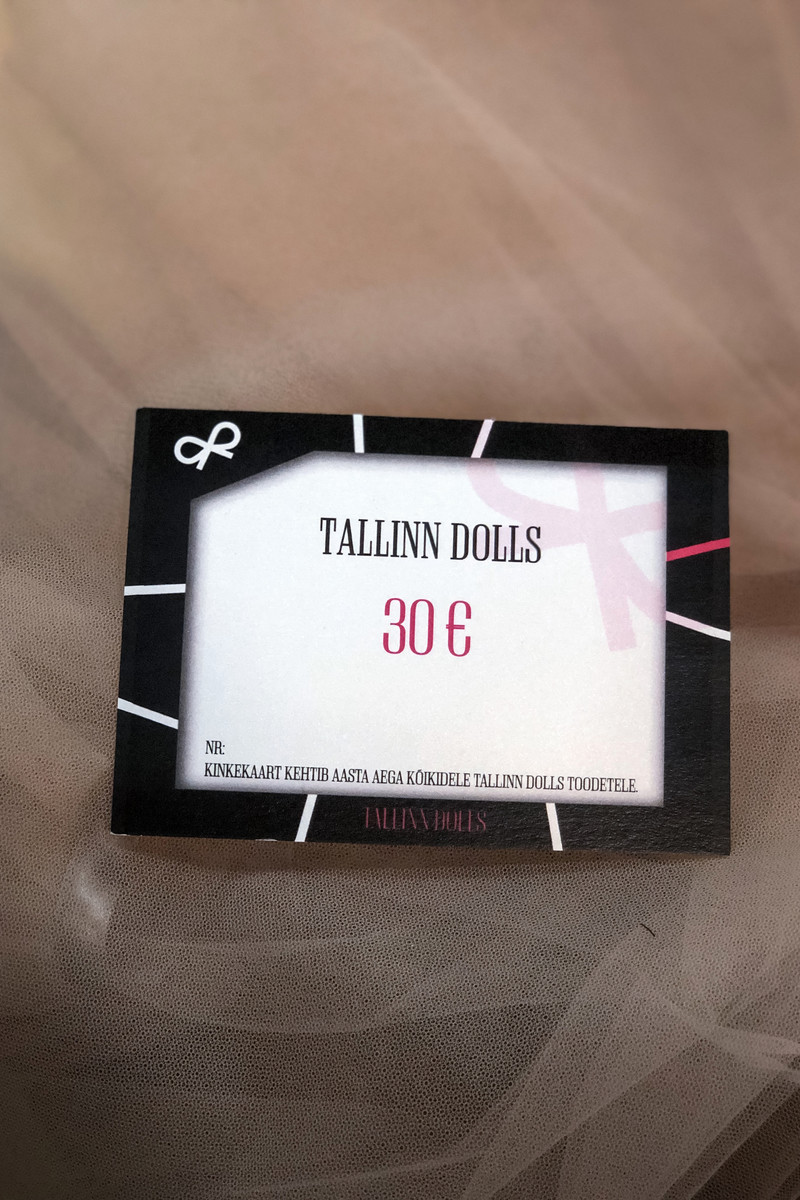 TALLINN DOLLS
30 €
NR:
KINKEKAART KEHTIB AASTA AEGA KÕIKIDELE TALLINN DOLLS TOODETELE.
TALLINN DOLLS